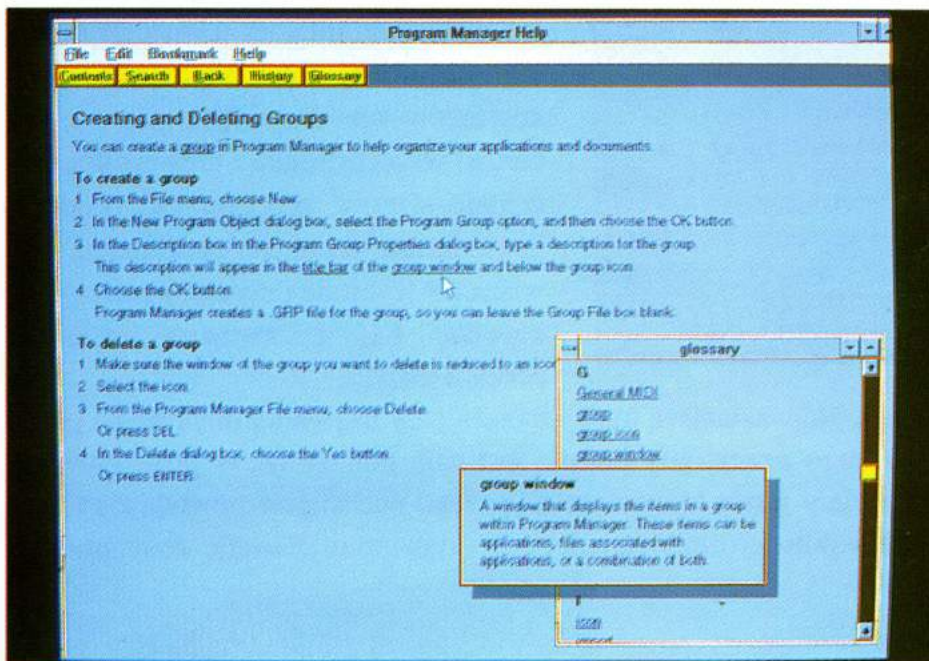 Program Manager Help
File Edit Bookmark Help
Contents Search Back History Glossary
Creating and Deleting Groups
You can create a group in Program Manager to help organize your applications and documents.
To create a group
1 From the File menu, choose New.
2 In the New Program Object dialog box, select the Program Group option, and then choose the OK button.
3 In the Description box in the Program Group Properties dialog box, type a description for the group.
This description will appear in the title bar of the group window and below the group icon.
4 Choose the OK button.
Program Manager creates a .GRP file for the group, so you can leave the Group File box blank.
To delete a group
1 Make sure the window of the group you want to delete is reduced to an ico
2 Select the icon.
3 From the Program Manager File menu, choose Delete.
Or press DEL.
4 In the Delete dialog box, choose the Yes button.
Or press ENTER.
glossary
G
General MIDI
group
group icon
group window
group window
A window that displays the items in a group
within Program Manager. These items can be
applications, files associated with
applications, or a combination of both.
icon